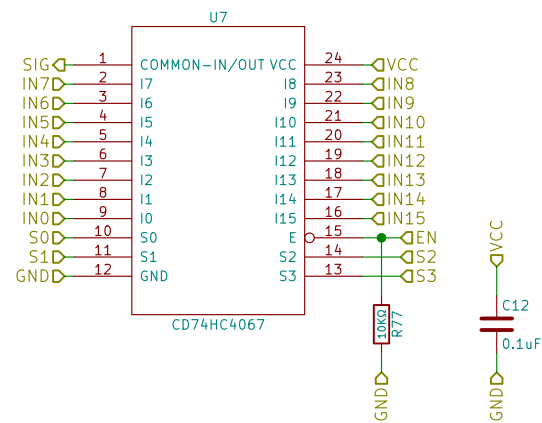 U7
SIG 1 COMMON-IN/OUT VCC 24 VCC
IN7 2 I7 I8 23 IN8
IN6 3 I6 I9 22 IN9
IN5 4 I5 I10 21 IN10
IN4 5 I4 I11 20 IN11
IN3 6 I3 I12 19 IN12
IN2 7 I2 I13 18 IN13
IN1 8 I1 I14 17 IN14
IN0 9 I0 I15 16 IN15
S0 10 S0 E 15 EN
S1 11 S1 S2 14 S2
GND 12 GND S3 13 S3
CD74HC4067
10KΩ
R77
GND
VCC
C12
0.1uF
GND